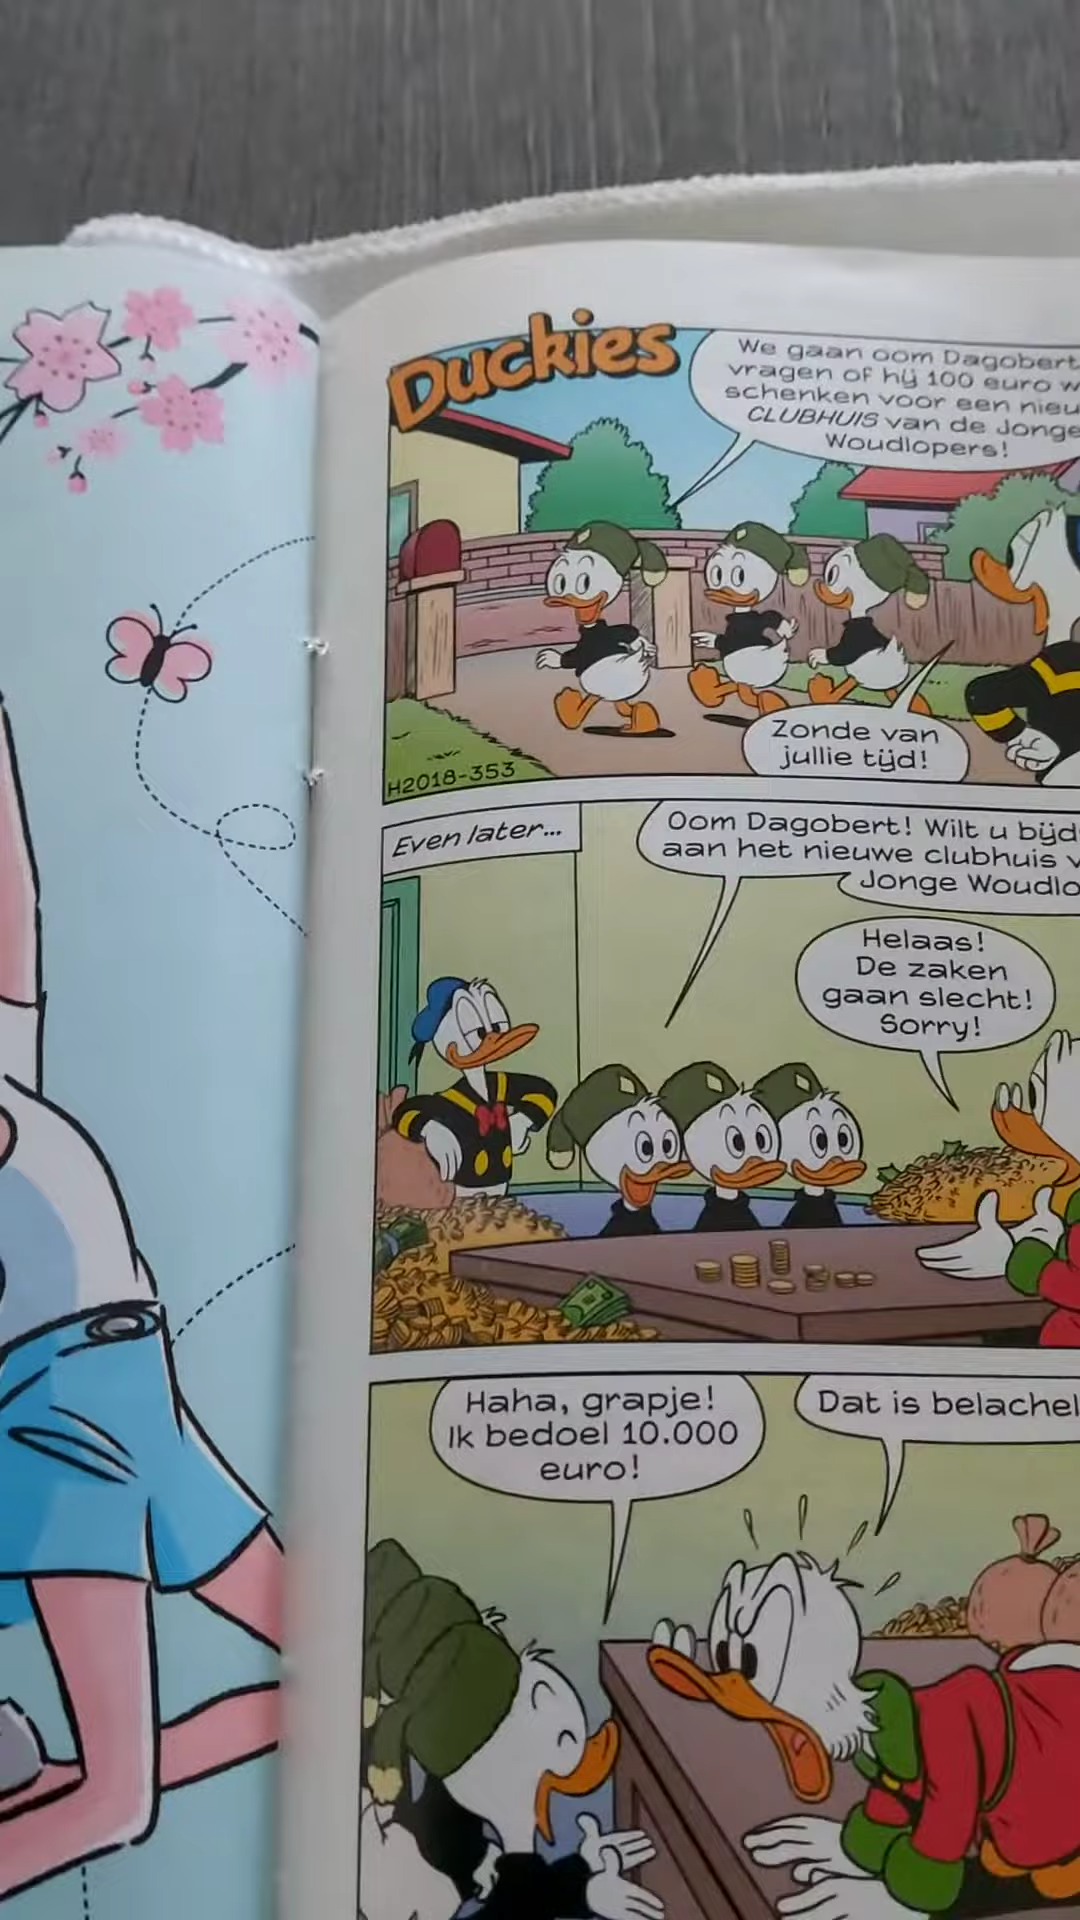 Duckies
We gaan oom Dagobert
vragen of hij 100 euro w
schenken voor een nieu
CLUBHUIS van de Jonge
Woudlopers!
Zonde van
jullie tijd!
H2018-353
Even later...
Oom Dagobert! Wilt u bijd
aan het nieuwe clubhuis v
Jonge Woudlo
Helaas!
De zaken
gaan slecht!
Sorry!
Haha, grapje!
Ik bedoel 10.000
euro!
Dat is belachel